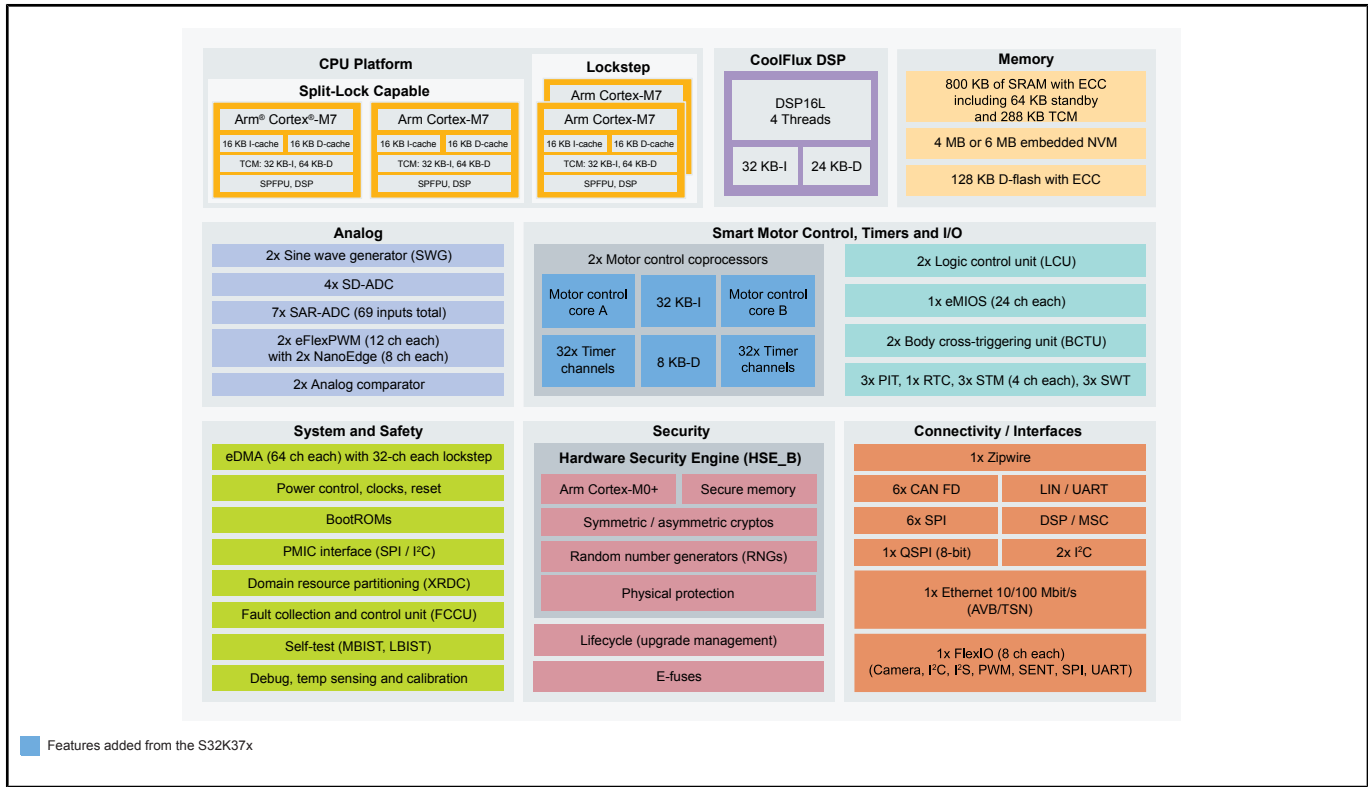 CPU Platform
Split-Lock Capable
Arm® Cortex®-M7
16 KB I-cache
16 KB D-cache
TCM: 32 KB-I, 64 KB-D
SPFPU, DSP
Arm Cortex-M7
16 KB I-cache
16 KB D-cache
TCM: 32 KB-I, 64 KB-D
SPFPU, DSP
Lockstep
Arm Cortex-M7
Arm Cortex-M7
16 KB I-cache
16 KB D-cache
TCM: 32 KB-I, 64 KB-D
SPFPU, DSP
CoolFlux DSP
DSP16L
4 Threads
32 KB-I
24 KB-D
Memory
800 KB of SRAM with ECC
including 64 KB standby
and 288 KB TCM
4 MB or 6 MB embedded NVM
128 KB D-flash with ECC
Analog
2x Sine wave generator (SWG)
4x SD-ADC
7x SAR-ADC (69 inputs total)
2x eFlexPWM (12 ch each)
with 2x NanoEdge (8 ch each)
2x Analog comparator
Smart Motor Control, Timers and I/O
2x Motor control coprocessors
Motor control
core A
32 KB-I
Motor control
core B
32x Timer
channels
8 KB-D
32x Timer
channels
2x Logic control unit (LCU)
1x eMIOS (24 ch each)
2x Body cross-triggering unit (BCTU)
3x PIT, 1x RTC, 3x STM (4 ch each), 3x SWT
System and Safety
eDMA (64 ch each) with 32-ch each lockstep
Power control, clocks, reset
BootROMs
PMIC interface (SPI / I²C)
Domain resource partitioning (XRDC)
Fault collection and control unit (FCCU)
Self-test (MBIST, LBIST)
Debug, temp sensing and calibration
Security
Hardware Security Engine (HSE_B)
Arm Cortex-M0+
Secure memory
Symmetric / asymmetric cryptos
Random number generators (RNGs)
Physical protection
Lifecycle (upgrade management)
E-fuses
Connectivity / Interfaces
1x Zipwire
6x CAN FD
LIN / UART
6x SPI
DSP / MSC
1x QSPI (8-bit)
2x I²C
1x Ethernet 10/100 Mbit/s
(AVB/TSN)
1x FlexIO (8 ch each)
(Camera, I²C, I²S, PWM, SENT, SPI, UART)
Features added from the S32K37x